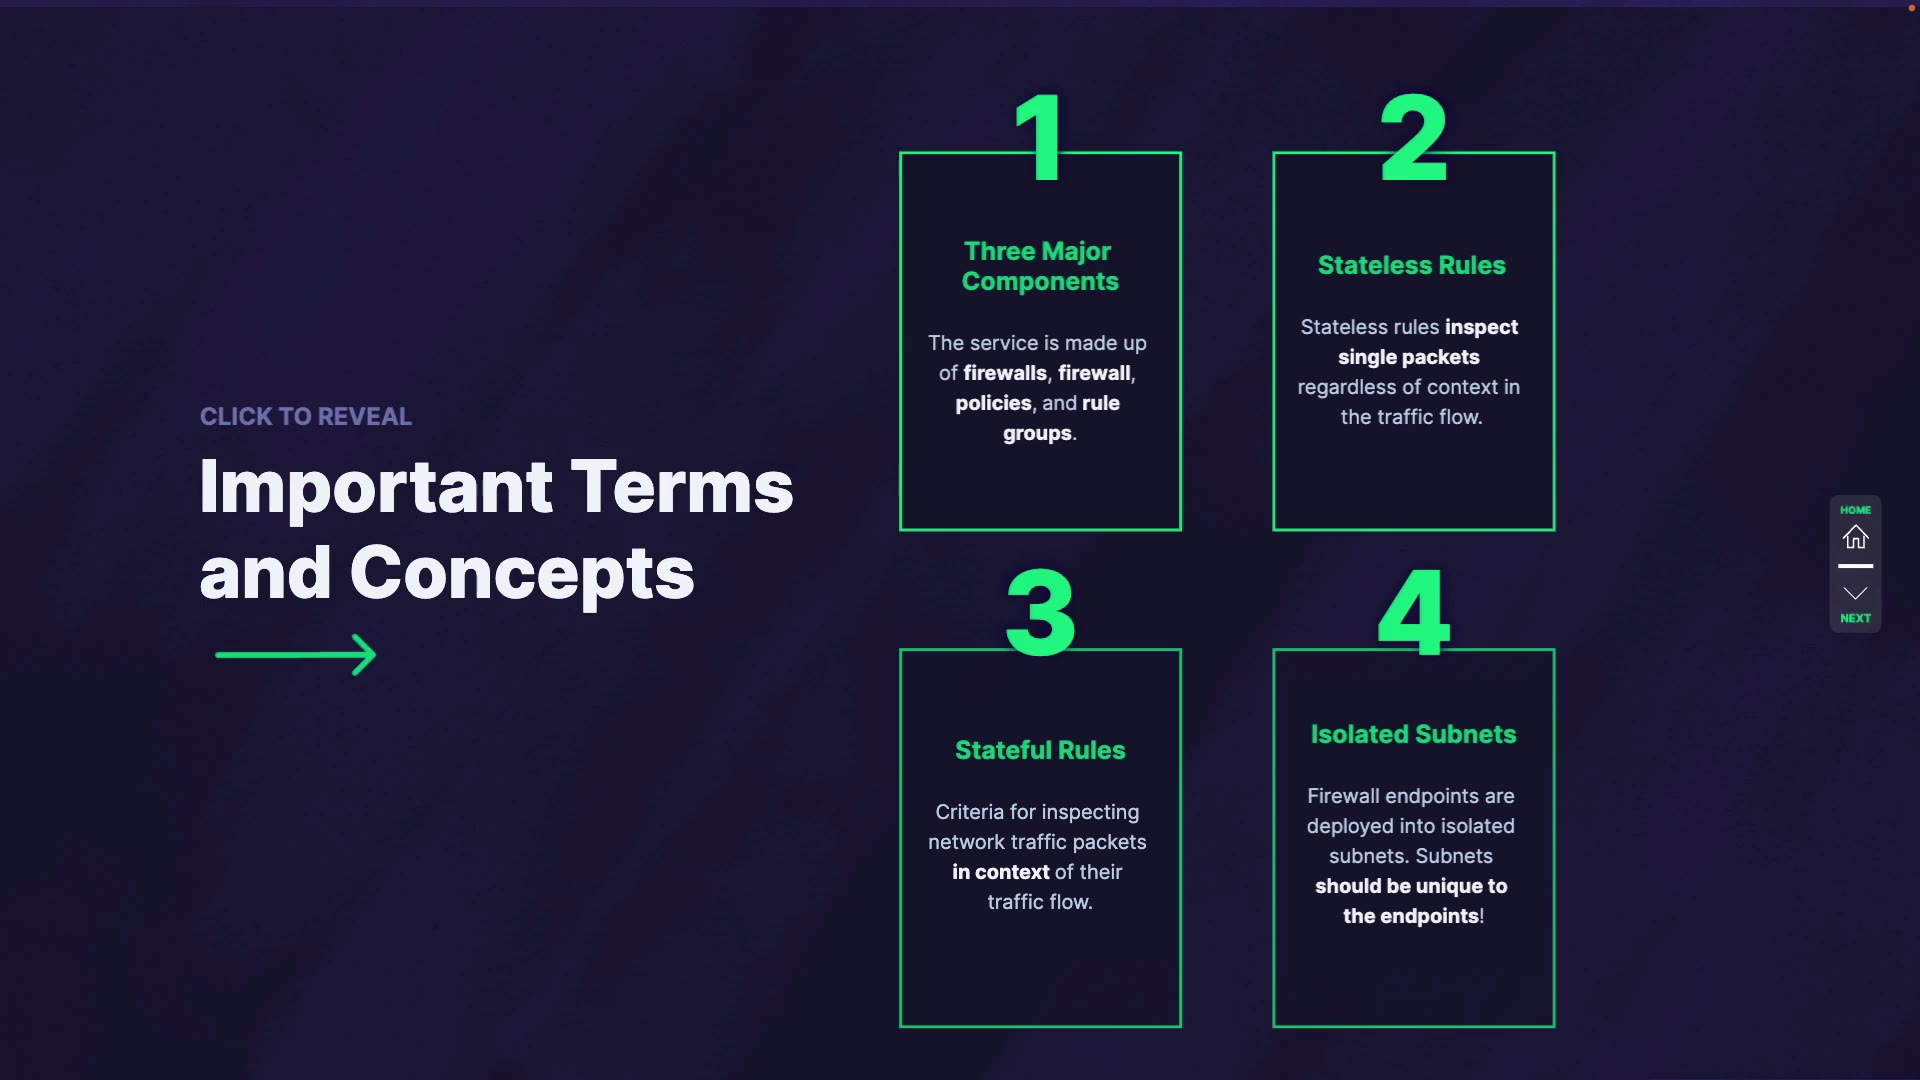 CLICK TO REVEAL
Important Terms
and Concepts
1
Three Major
Components
The service is made up
of firewalls, firewall,
policies, and rule
groups.
2
Stateless Rules
Stateless rules inspect
single packets
regardless of context in
the traffic flow.
3
Stateful Rules
Criteria for inspecting
network traffic packets
in context of their
traffic flow.
4
Isolated Subnets
Firewall endpoints are
deployed into isolated
subnets. Subnets
should be unique to
the endpoints!
HOME
NEXT